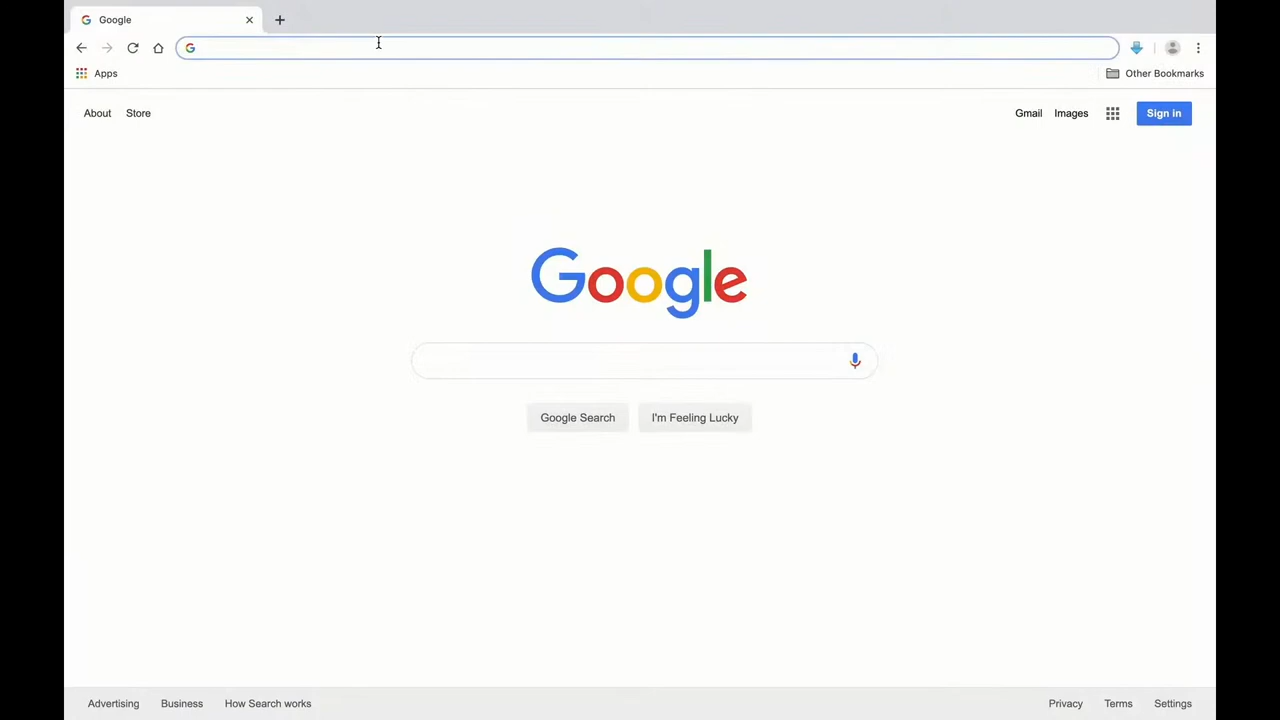 Google
Apps
Other Bookmarks
About Store
Gmail Images Sign in
Google
Google Search I'm Feeling Lucky
Advertising Business How Search works
Privacy Terms Settings